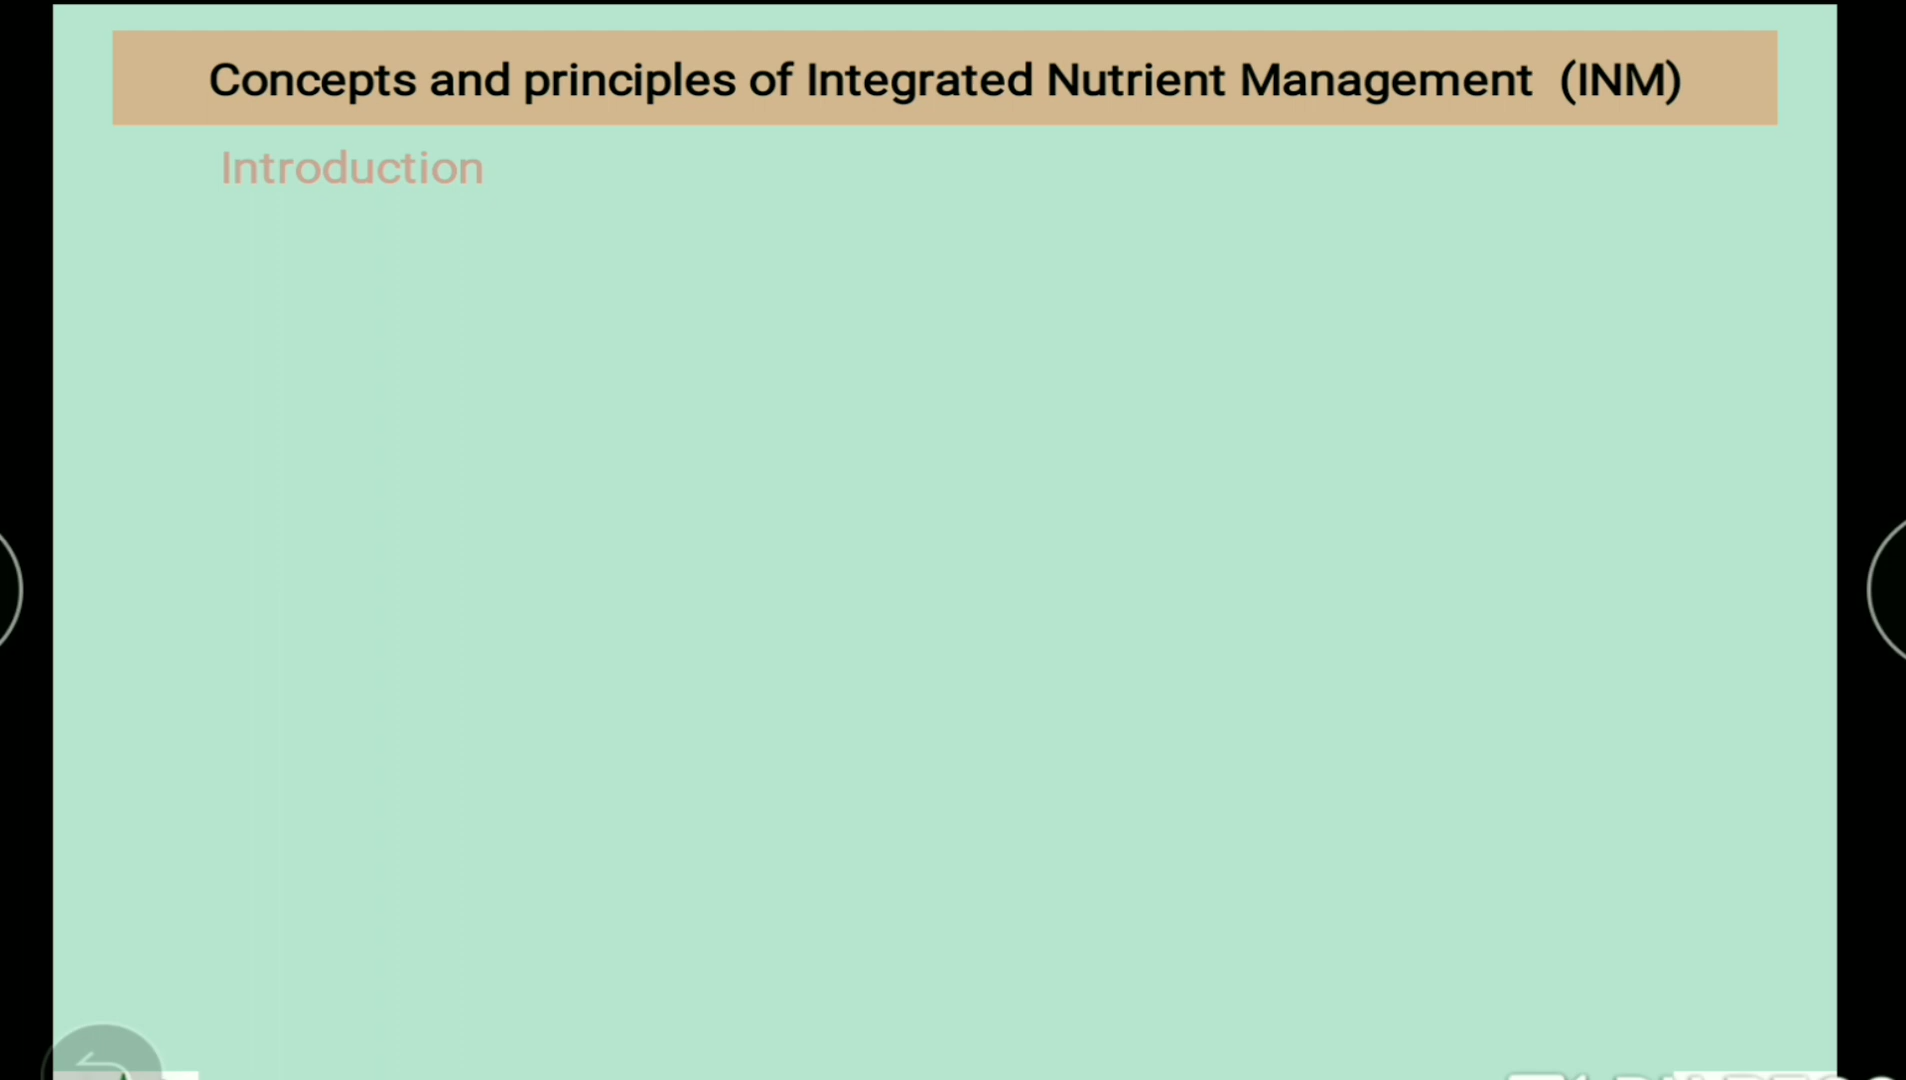 Concepts and principles of Integrated Nutrient Management (INM)
Introduction